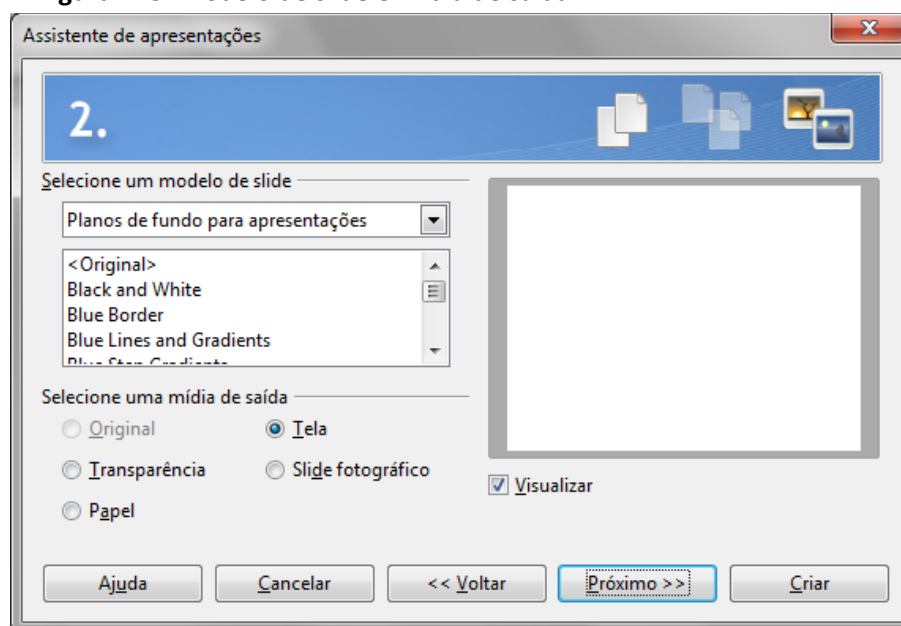 Assistente de apresentações
2.
Selecione um modelo de slide
Planos de fundo para apresentações
<Original>
Black and White
Blue Border
Blue Lines and Gradients
Selecione uma mídia de saída
Original Tela
Transparência Slide fotográfico
Visualizar
Papel
Ajuda Cancelar << Voltar Próximo >> Criar